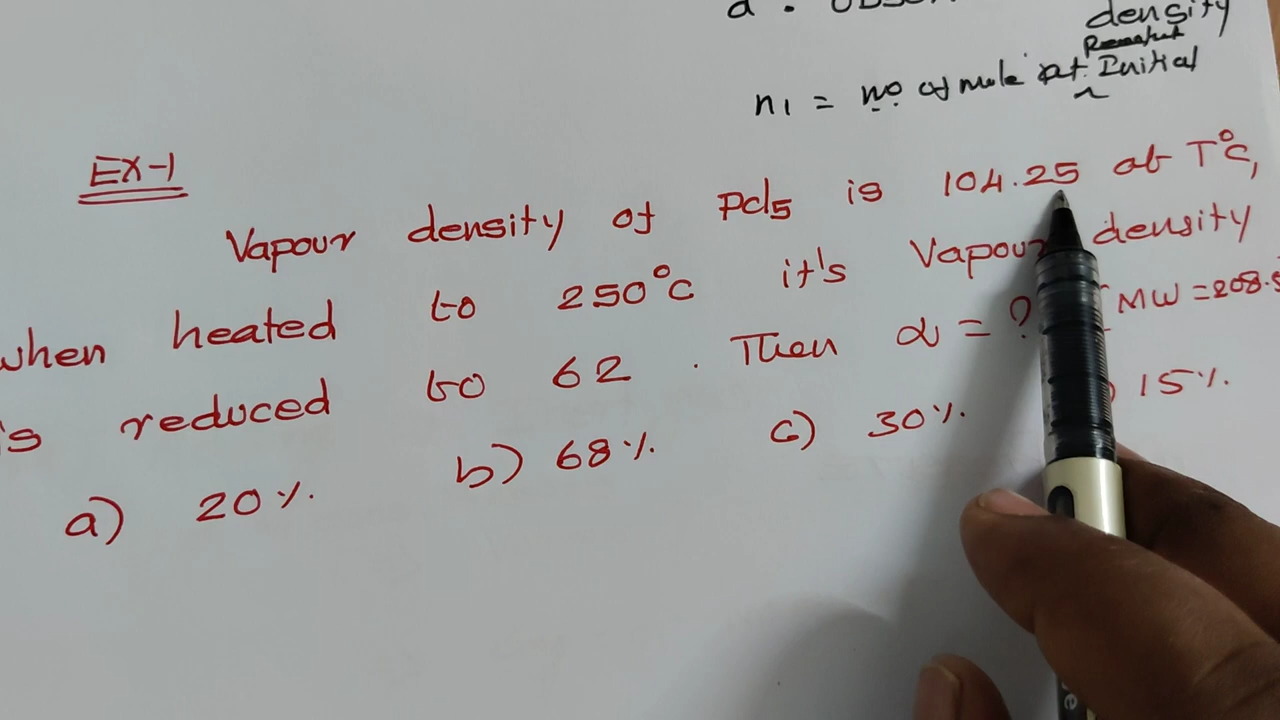 d .
density
n1 = no of mole at Initial
EX-1
Vapour density of pcl5 is 104.25 at T°C,
when heated to 250°C it's Vapour density
is reduced to 62 . Then α = ? [ MW = 208.5
a) 20% b) 68% c) 30% ) 15%